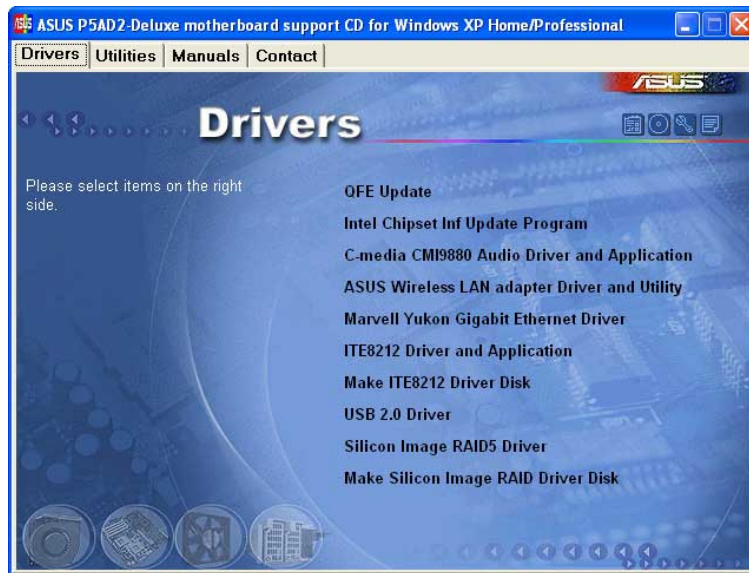 ASUS P5AD2-Deluxe motherboard support CD for Windows XP Home/Professional
Drivers Utilities Manuals Contact
ASUS
Drivers
Please select items on the right
side.
QFE Update
Intel Chipset Inf Update Program
C-media CMI9880 Audio Driver and Application
ASUS Wireless LAN adapter Driver and Utility
Marvell Yukon Gigabit Ethernet Driver
ITE8212 Driver and Application
Make ITE8212 Driver Disk
USB 2.0 Driver
Silicon Image RAID5 Driver
Make Silicon Image RAID Driver Disk